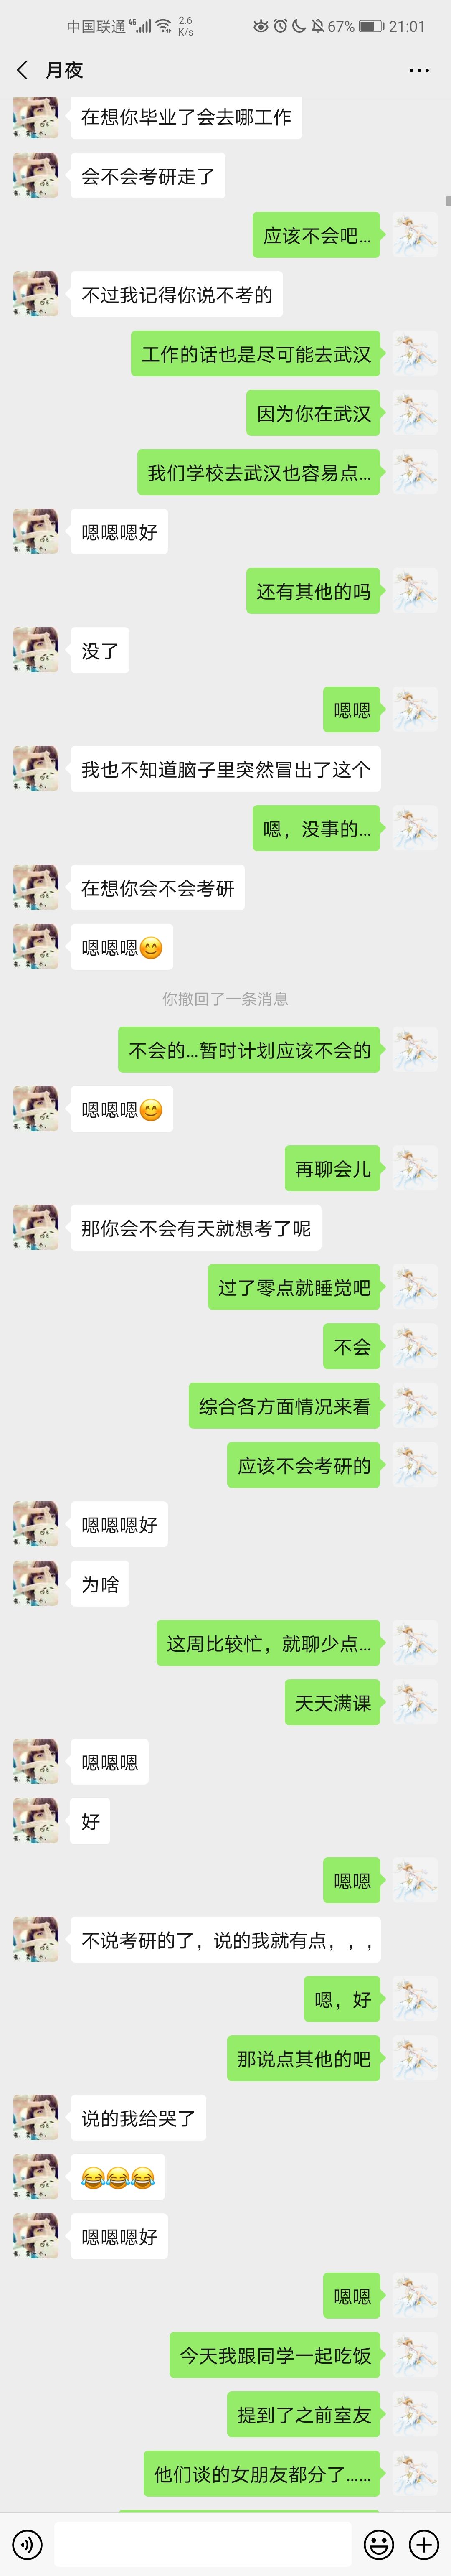 中国联通 4G 2.6 K/s 67% 21:01
月夜
在想你毕业了会去哪工作
会不会考研走了
应该不会吧...
不过我记得你说不考的
工作的话也是尽可能去武汉
因为你在武汉
我们学校去武汉也容易点...
嗯嗯嗯好
还有其他的吗
没了
嗯嗯
我也不知道脑子里突然冒出了这个
嗯，没事的...
在想你会不会考研
嗯嗯嗯😊
你撤回了一条消息
不会的...暂时计划应该不会的
嗯嗯嗯😊
再聊会儿
那你会不会有天就想考了呢
过了零点就睡觉吧
不会
综合各方面情况来看
应该不会考研的
嗯嗯嗯好
为啥
这周比较忙，就聊少点...
天天满课
嗯嗯嗯
好
嗯嗯
不说考研的了，说的我就有点，，，
嗯，好
那说点其他的吧
说的我给哭了
😂😂😂
嗯嗯嗯好
嗯嗯
今天我跟同学一起吃饭
提到了之前室友
他们谈的女朋友都分了......